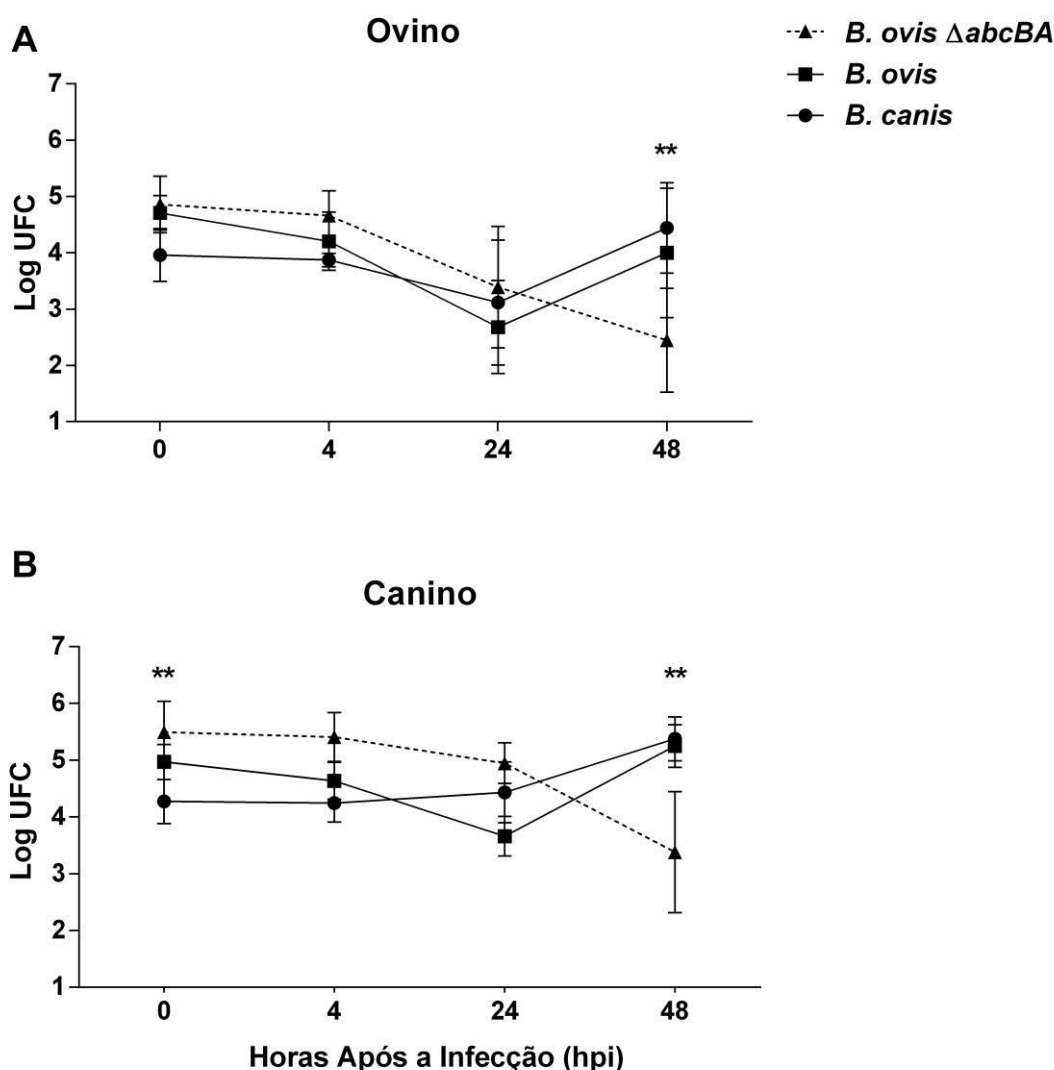 A
Ovino
B. ovis ΔabcBA
B. ovis
B. canis
7
6
5
4
3
2
1
Log UFC
**
0 4 24 48
B
Canino
7
6
5
4
3
2
1
Log UFC
** **
0 4 24 48
Horas Após a Infecção (hpi)